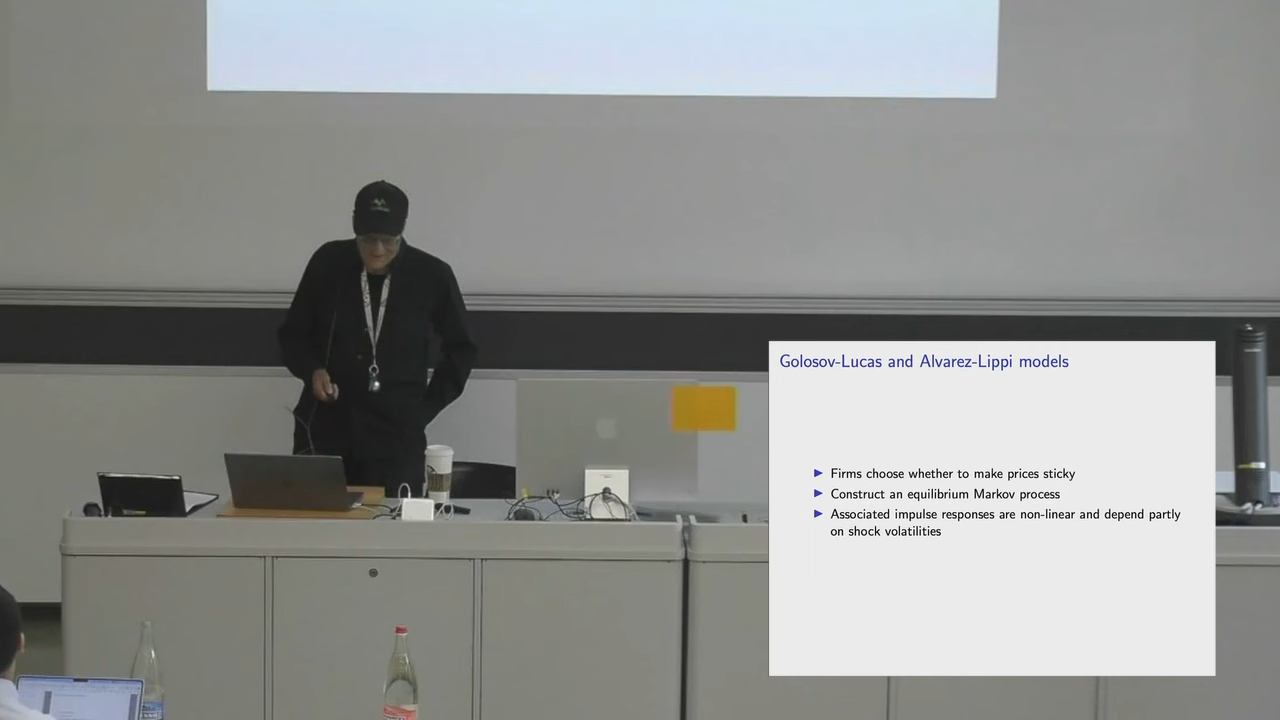 Golosov-Lucas and Alvarez-Lippi models
▶ Firms choose whether to make prices sticky
▶ Construct an equilibrium Markov process
▶ Associated impulse responses are non-linear and depend partly
on shock volatilities